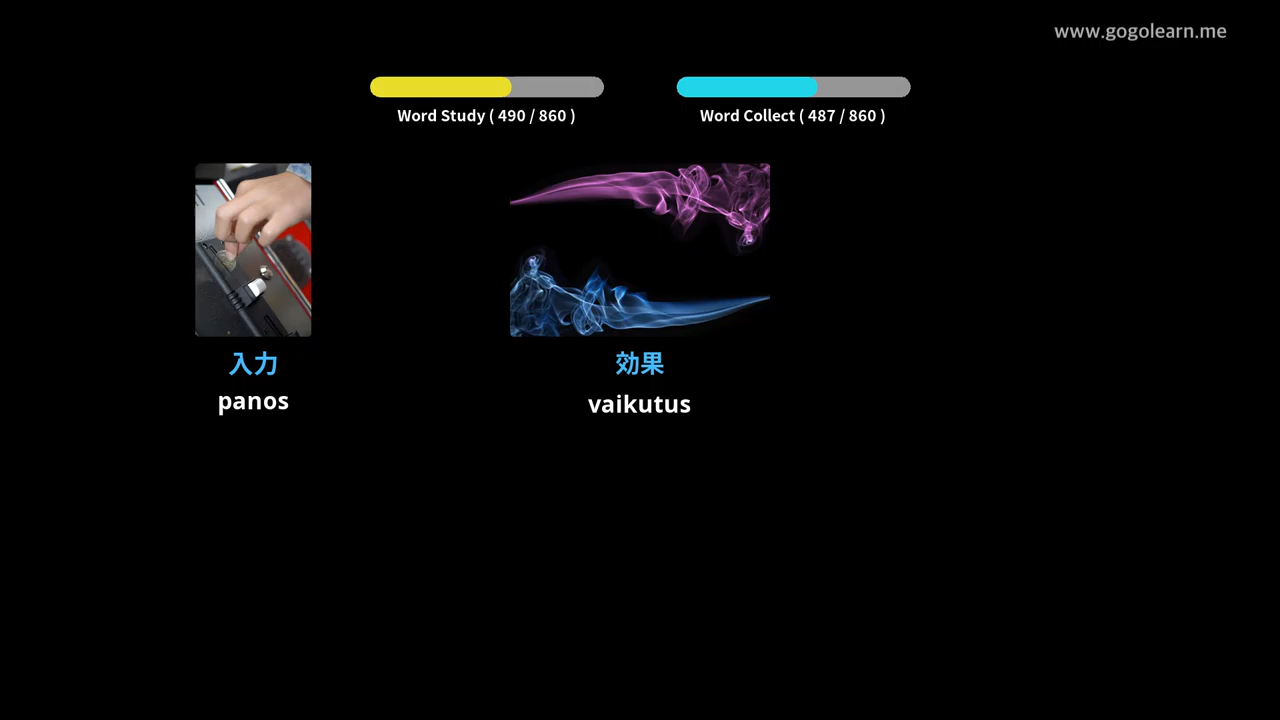 www.gogolearn.me
Word Study ( 490 / 860 )
Word Collect ( 487 / 860 )
入力
panos
効果
vaikutus